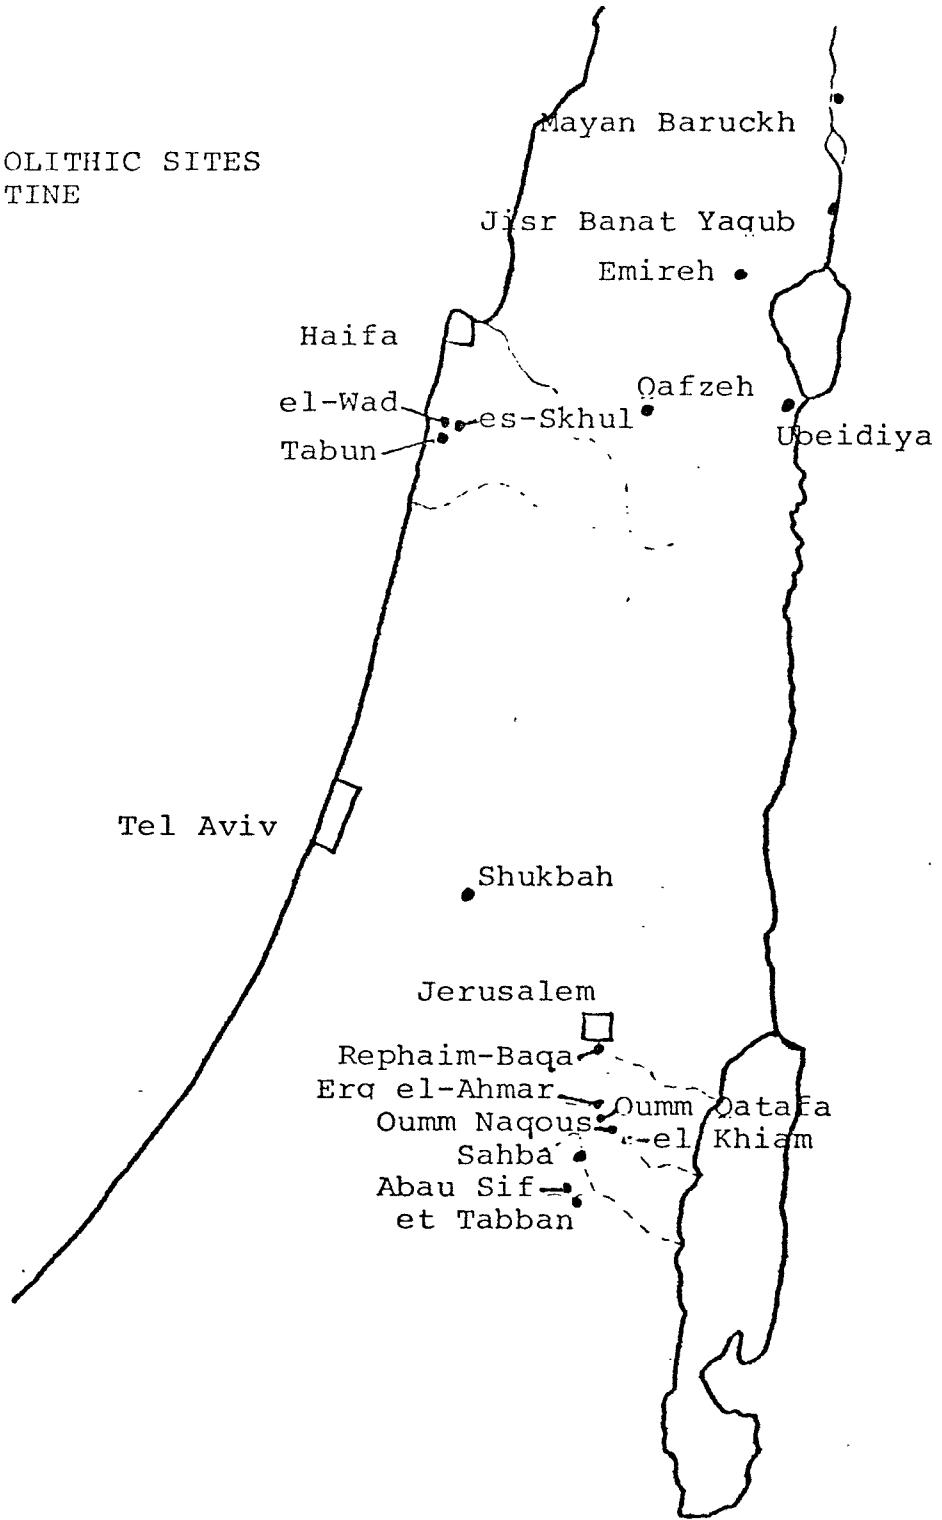 Mayan Baruckh
OLITHIC SITES
TINE
Jisr Banat Yaqub
Emireh
Haifa
Qafzeh
el-Wad
es-Skhul
Ubeidiya
Tabun
Tel Aviv
Shukbah
Jerusalem
Rephaim-Baqa
Erq el-Ahmar
Oumm Qatafa
Oumm Naqous
el Khiam
Sahba
Abau Sif
et Tabban